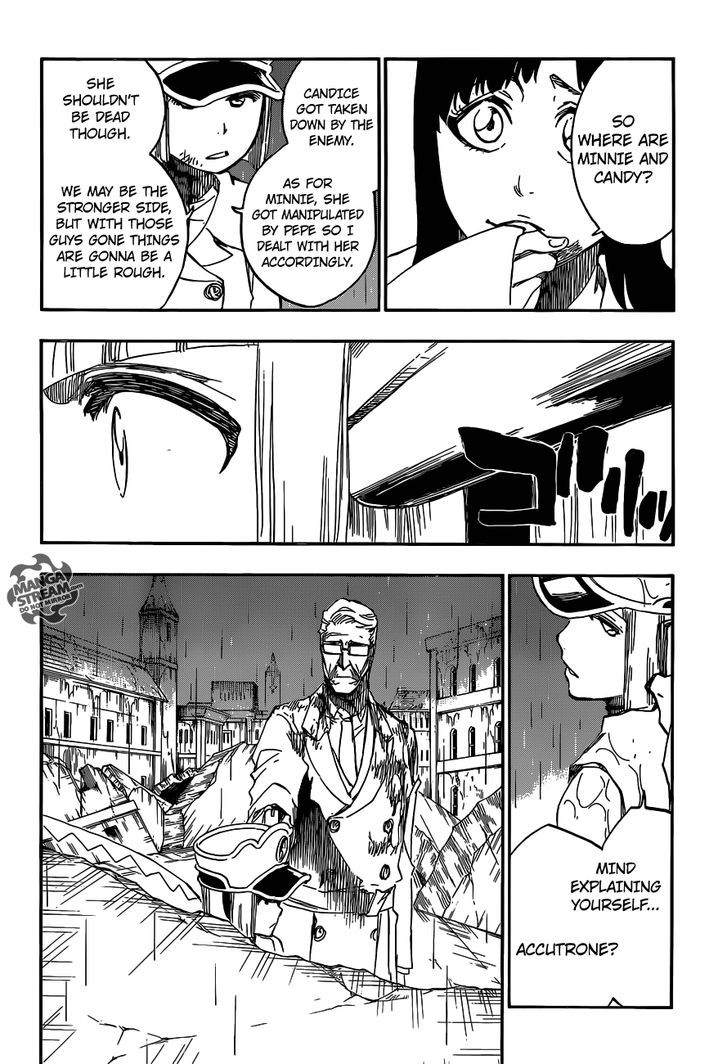 SO
WHERE ARE
MINNIE AND
CANDY?
CANDICE
GOT TAKEN
DOWN BY THE
ENEMY.
AS FOR
MINNIE, SHE
GOT MANIPULATED
BY PEPE SO I
DEALT WITH HER
ACCORDINGLY.
SHE
SHOULDN'T
BE DEAD
THOUGH.
WE MAY BE THE
STRONGER SIDE,
BUT WITH THOSE
GUYS GONE THINGS
ARE GONNA BE A
LITTLE ROUGH.
MIND
EXPLAINING
YOURSELF...
ACCUTRONE?
MANGA
STREAM.com
DO NOT MIRROR